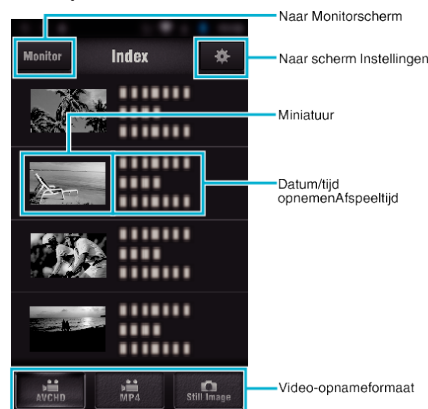 Naar Monitorscherm
Monitor
Index
Naar scherm Instellingen
Miniatuur
Datum/tijd
opnemenAfspeeltijd
AVCHD
MP4
Still Image
Video-opnameformaat